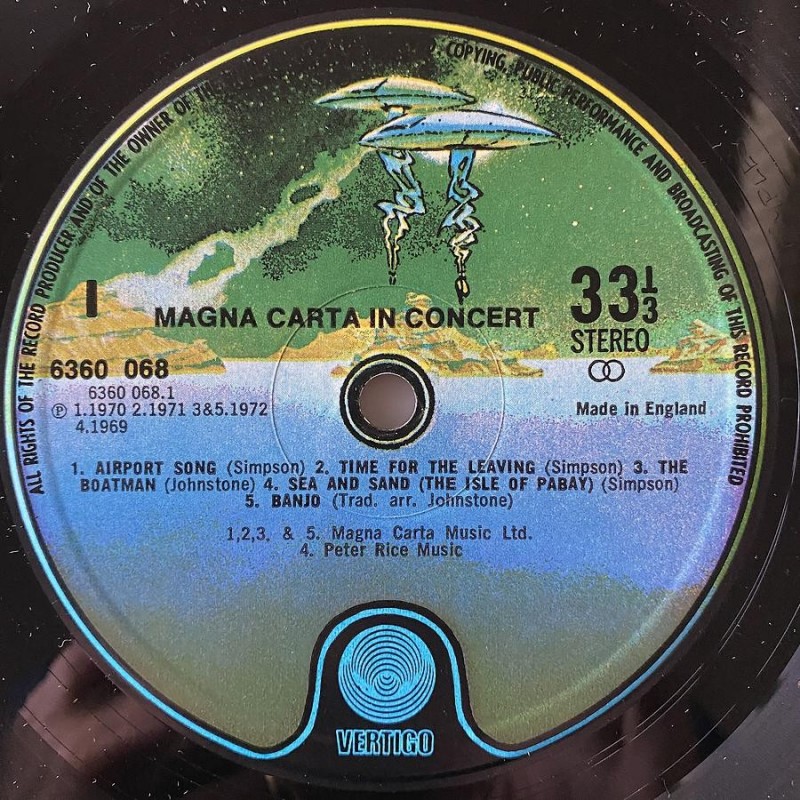 ALL RIGHTS OF THE RECORD PRODUCER AND OF THE OWNER OF THE
COPYING, PUBLIC PERFORMANCE AND BROADCASTING OF THIS RECORD PROHIBITED
1
MAGNA CARTA IN CONCERT
33 1/3
STEREO
6360 068
6360 068.1
℗ 1.1970 2.1971 3&5.1972
4.1969
Made in England
1. AIRPORT SONG (Simpson) 2. TIME FOR THE LEAVING (Simpson) 3. THE
BOATMAN (Johnstone) 4. SEA AND SAND (THE ISLE OF PABAY) (Simpson)
5. BANJO (Trad. arr. Johnstone)
1,2,3, & 5. Magna Carta Music Ltd.
4. Peter Rice Music
VERTIGO